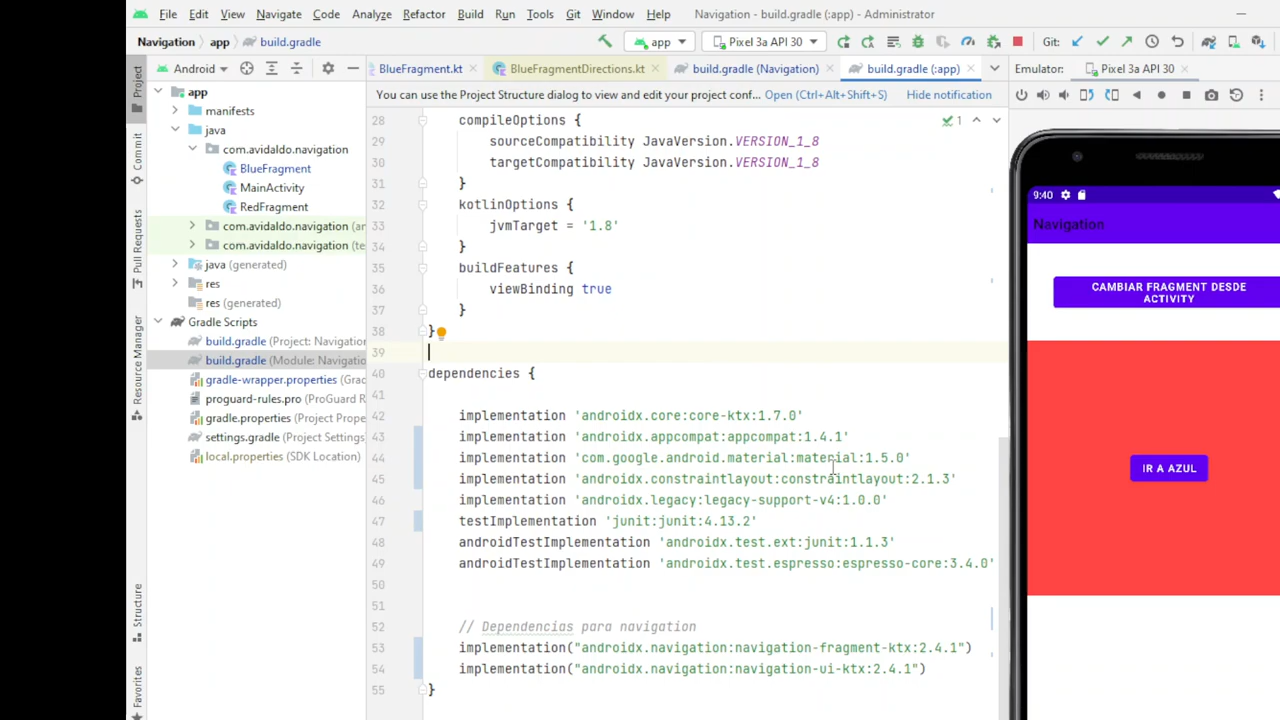 File Edit View Navigate Code Analyze Refactor Build Run Tools Git Window Help Navigation - build.gradle (:app) - Administrator
Navigation app build.gradle app Pixel 3a API 30 Git:
Project
Android
BlueFragment.kt BlueFragmentDirections.kt build.gradle (Navigation) build.gradle (:app) Emulator: Pixel 3a API 30
You can use the Project Structure dialog to view and edit your project conf... Open (Ctrl+Alt+Shift+S) Hide notification
app
manifests
java
com.avidaldo.navigation
BlueFragment
MainActivity
RedFragment
com.avidaldo.navigation (ar
com.avidaldo.navigation (te
java (generated)
res
res (generated)
Gradle Scripts
build.gradle (Project: Navigation
build.gradle (Module: Navigation
gradle-wrapper.properties (Grad
proguard-rules.pro (ProGuard R
gradle.properties (Project Prope
settings.gradle (Project Settings)
local.properties (SDK Location)
Commit
Pull Requests
Resource Manager
Structure
Favorites
28 compileOptions {
29 sourceCompatibility JavaVersion.VERSION_1_8
30 targetCompatibility JavaVersion.VERSION_1_8
31 }
32 kotlinOptions {
33 jvmTarget = '1.8'
34 }
35 buildFeatures {
36 viewBinding true
37 }
38 }
39
40 dependencies {
41
42 implementation 'androidx.core:core-ktx:1.7.0'
43 implementation 'androidx.appcompat:appcompat:1.4.1'
44 implementation 'com.google.android.material:material:1.5.0'
45 implementation 'androidx.constraintlayout:constraintlayout:2.1.3'
46 implementation 'androidx.legacy:legacy-support-v4:1.0.0'
47 testImplementation 'junit:junit:4.13.2'
48 androidTestImplementation 'androidx.test.ext:junit:1.1.3'
49 androidTestImplementation 'androidx.test.espresso:espresso-core:3.4.0'
50
51
52 // Dependencias para navigation
53 implementation("androidx.navigation:navigation-fragment-ktx:2.4.1")
54 implementation("androidx.navigation:navigation-ui-ktx:2.4.1")
55 }
1
9:40
Navigation
CAMBIAR FRAGMENT DESDE
ACTIVITY
IR A AZUL